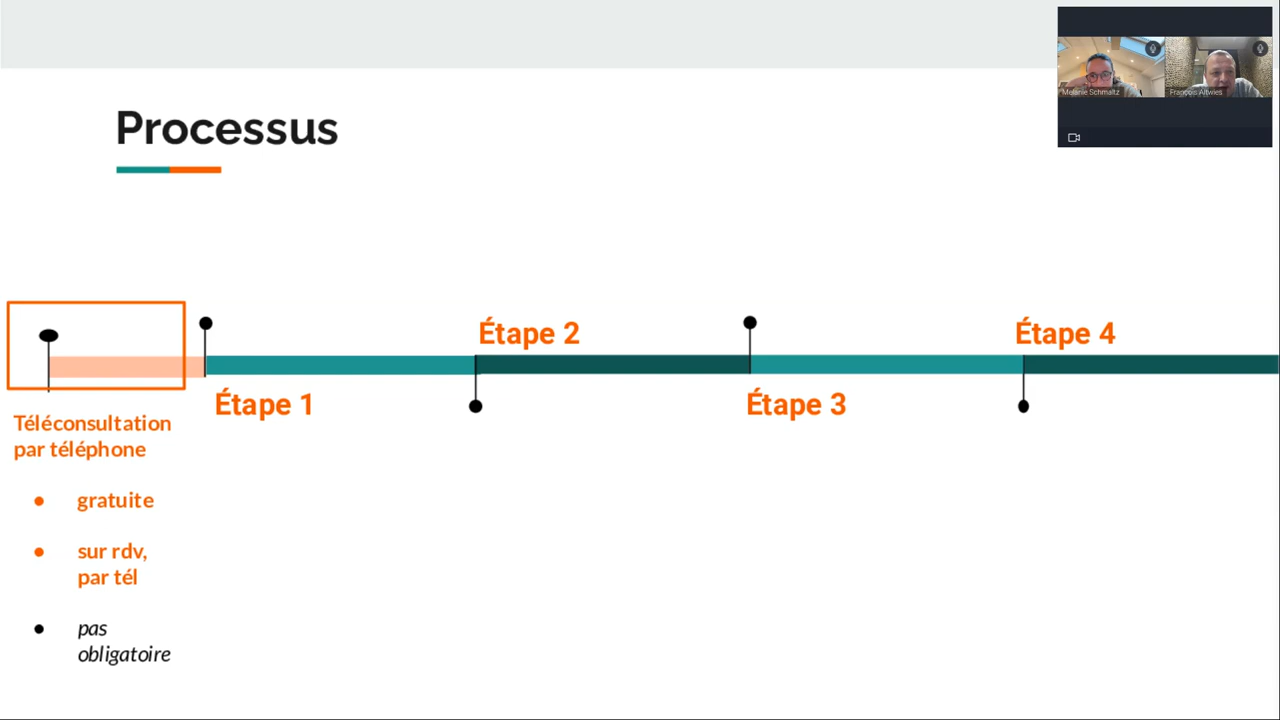 Melanie Schmaltz
François Altwies
Processus
Étape 2
Étape 4
Étape 1
Étape 3
Téléconsultation
par téléphone
● gratuite
● sur rdv,
par tél
● pas
obligatoire